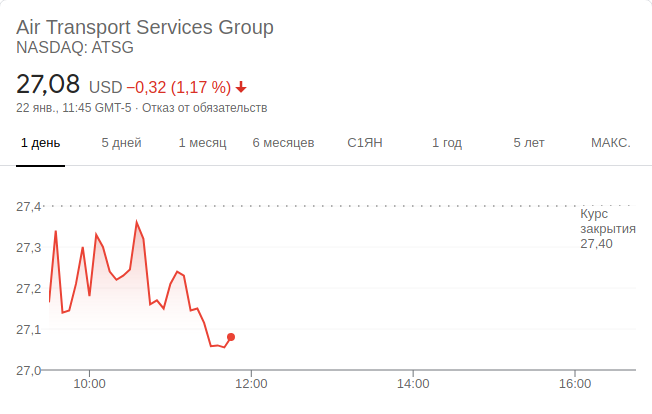 Air Transport Services Group
NASDAQ: ATSG
27,08 USD −0,32 (1,17 %)
22 янв., 11:45 GMT-5 · Отказ от обязательств
1 день 5 дней 1 месяц 6 месяцев С1ЯН 1 год 5 лет МАКС.
27,4
Курс
закрытия
27,40
27,3
27,2
27,1
27,0
10:00 12:00 14:00 16:00